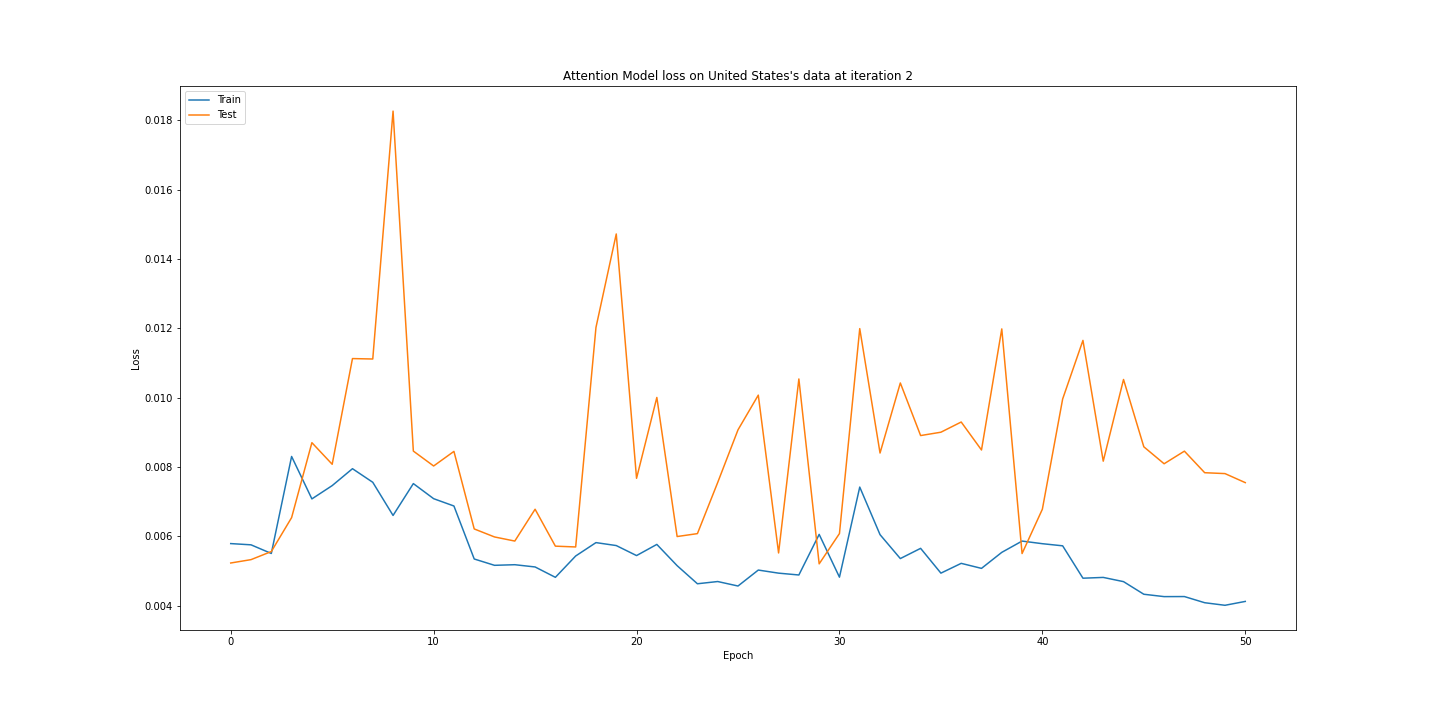 Attention Model loss on United States's data at iteration 2
Train
Test
0.018
0.016
0.014
0.012
0.010
0.008
0.006
0.004
Loss
0 10 20 30 40 50
Epoch